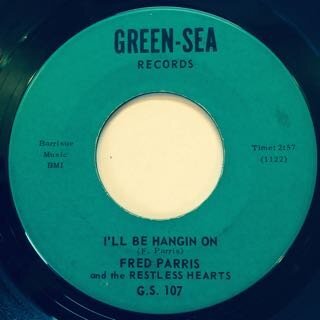 GREEN-SEA
RECORDS
Barrisue
Music
BMI
Time: 2:57
(1122)
I'LL BE HANGIN ON
(F. Parris)
FRED PARRIS
and the RESTLESS HEARTS
G.S. 107